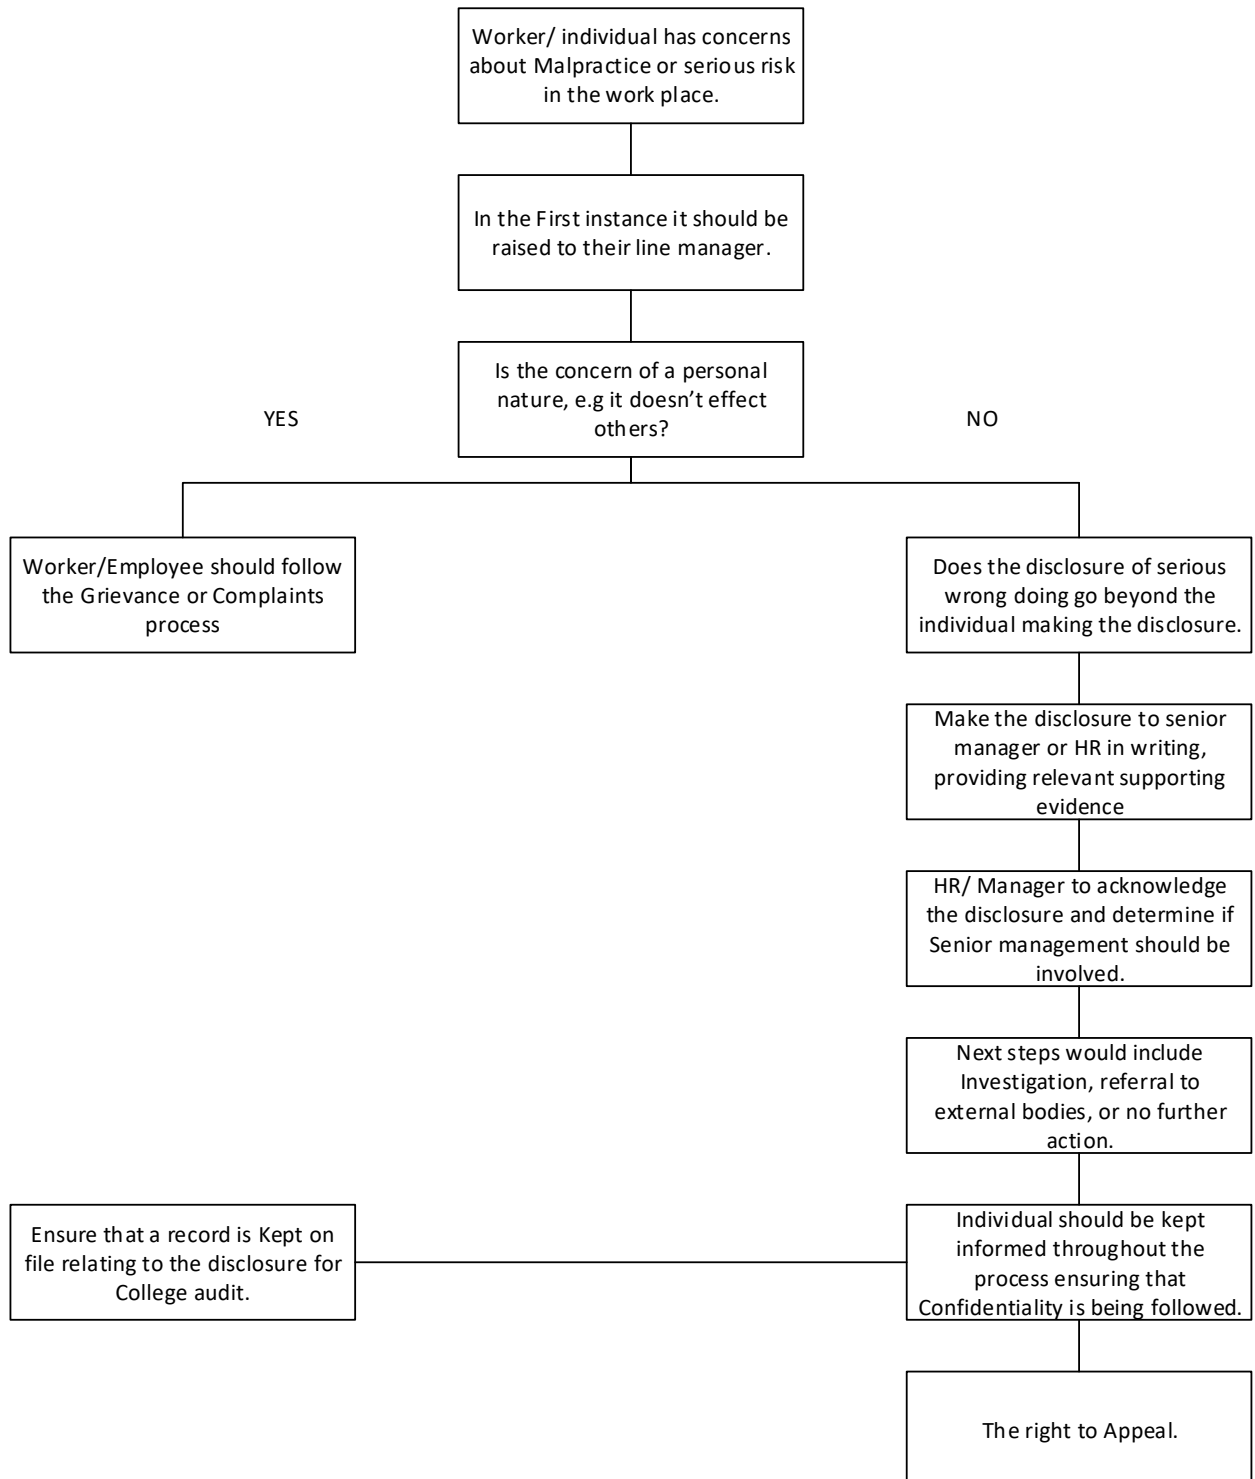 Worker/ individual has concerns
about Malpractice or serious risk
in the work place.
In the First instance it should be
raised to their line manager.
Is the concern of a personal
nature, e.g it doesn’t effect
others?
YES
NO
Worker/Employee should follow
the Grievance or Complaints
process
Does the disclosure of serious
wrong doing go beyond the
individual making the disclosure.
Make the disclosure to senior
manager or HR in writing,
providing relevant supporting
evidence
HR/ Manager to acknowledge
the disclosure and determine if
Senior management should be
involved.
Next steps would include
Investigation, referral to
external bodies, or no further
action.
Ensure that a record is Kept on
file relating to the disclosure for
College audit.
Individual should be kept
informed throughout the
process ensuring that
Confidentiality is being followed.
The right to Appeal.